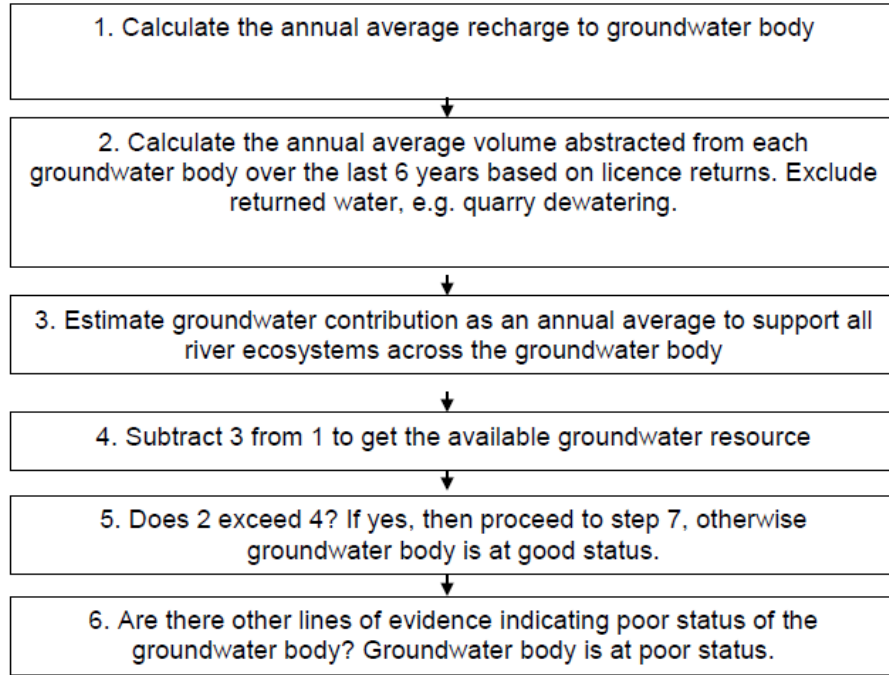 1. Calculate the annual average recharge to groundwater body
2. Calculate the annual average volume abstracted from each
groundwater body over the last 6 years based on licence returns. Exclude
returned water, e.g. quarry dewatering.
3. Estimate groundwater contribution as an annual average to support all
river ecosystems across the groundwater body
4. Subtract 3 from 1 to get the available groundwater resource
5. Does 2 exceed 4? If yes, then proceed to step 7, otherwise
groundwater body is at good status.
6. Are there other lines of evidence indicating poor status of the
groundwater body? Groundwater body is at poor status.